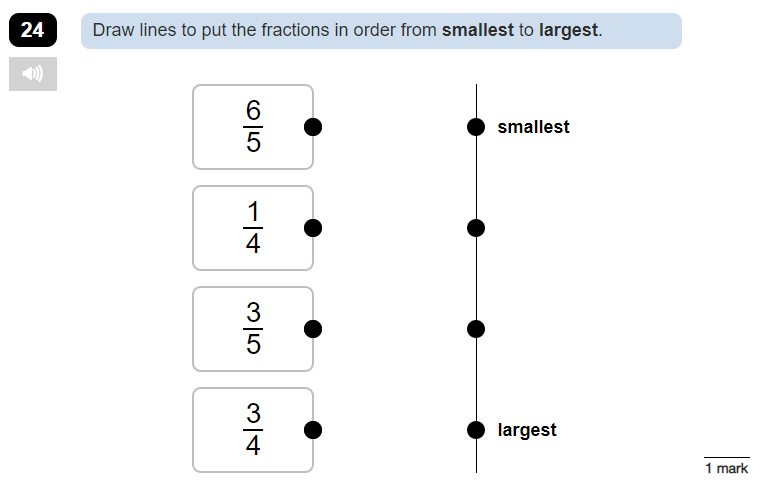 24
Draw lines to put the fractions in order from smallest to largest.
6
5
smallest
1
4
3
5
3
4
largest
1 mark